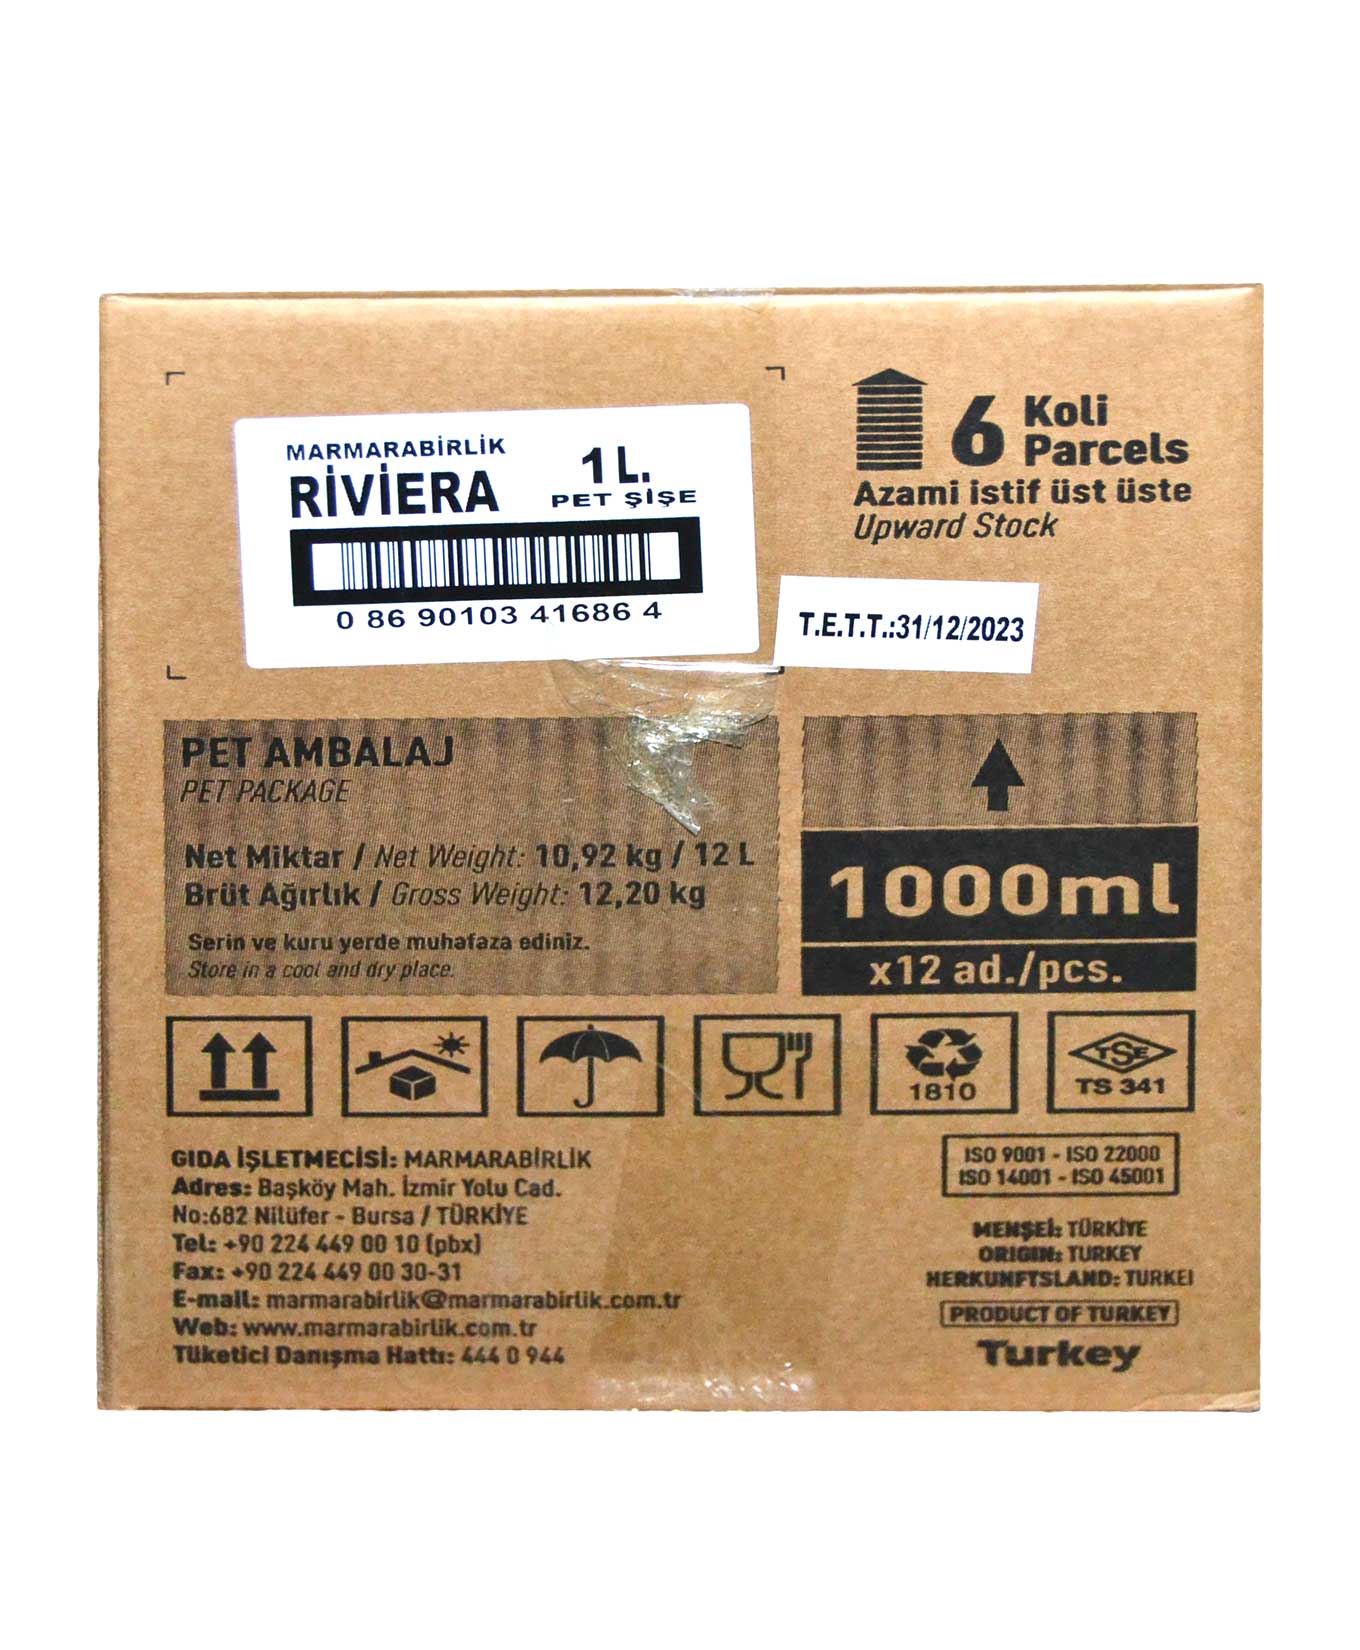 MARMARABİRLİK
RİVİERA
1 L.
PET ŞİŞE
0 86 90103 41686 4
6 Koli
Parcels
Azami istif üst üste
Upward Stock
T.E.T.T.:31/12/2023
PET AMBALAJ
PET PACKAGE
Net Miktar / Net Weight: 10,92 kg / 12 L
Brüt Ağırlık / Gross Weight: 12,20 kg
Serin ve kuru yerde muhafaza ediniz.
Store in a cool and dry place.
1000ml
x12 ad./pcs.
1810
TSE
TS 341
GIDA İŞLETMECİSİ: MARMARABİRLİK
Adres: Başköy Mah. İzmir Yolu Cad.
No:682 Nilüfer - Bursa / TÜRKİYE
Tel: +90 224 449 00 10 (pbx)
Fax: +90 224 449 00 30-31
E-mail: marmarabirlik@marmarabirlik.com.tr
Web: www.marmarabirlik.com.tr
Tüketici Danışma Hattı: 444 0 944
ISO 9001 - ISO 22000
ISO 14001 - ISO 45001
MENŞEİ: TÜRKİYE
ORIGIN: TURKEY
HERKUNFTSLAND: TURKEI
PRODUCT OF TURKEY
Turkey